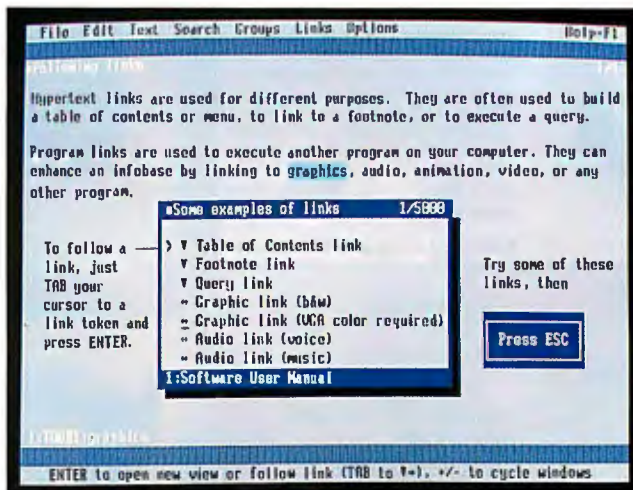 File Edit Text Search Groups Links Options Help-F1
Following links
Hypertext links are used for different purposes. They are often used to build
a table of contents or menu, to link to a footnote, or to execute a query.
Program links are used to execute another program on your computer. They can
enhance an infobase by linking to graphics, audio, animation, video, or any
other program.
Some examples of links 1/5000
To follow a
link, just
TAB your
cursor to a
link token and
press ENTER.
Table of Contents link
Footnote link
Query link
Graphic link (b&w)
Graphic link (VGA color required)
Audio link (voice)
Audio link (music)
1:Software User Manual
Try some of these
links, then
Press ESC
ENTER to open new view or follow link (TAB to ▼↔), +/- to cycle windows